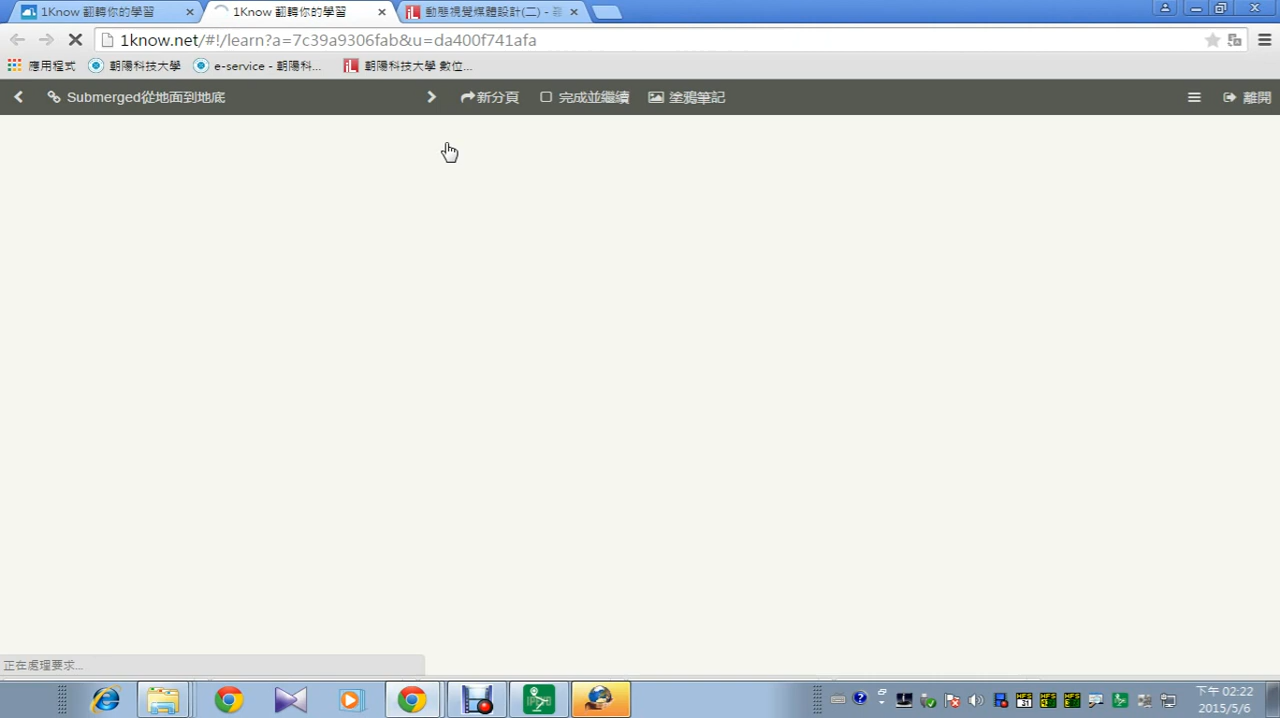 1Know 翻轉你的學習
1Know 翻轉你的學習
動態視覺媒體設計(二) -
1know.net/#!/learn?a=7c39a9306fab&u=da400f741afa
應用程式
朝陽科技大學
e-service - 朝陽科...
朝陽科技大學 數位...
Submerged從地面到地底
新分頁
完成並繼續
塗鴉筆記
離開
正在處理要求...
下午 02:22
2015/5/6